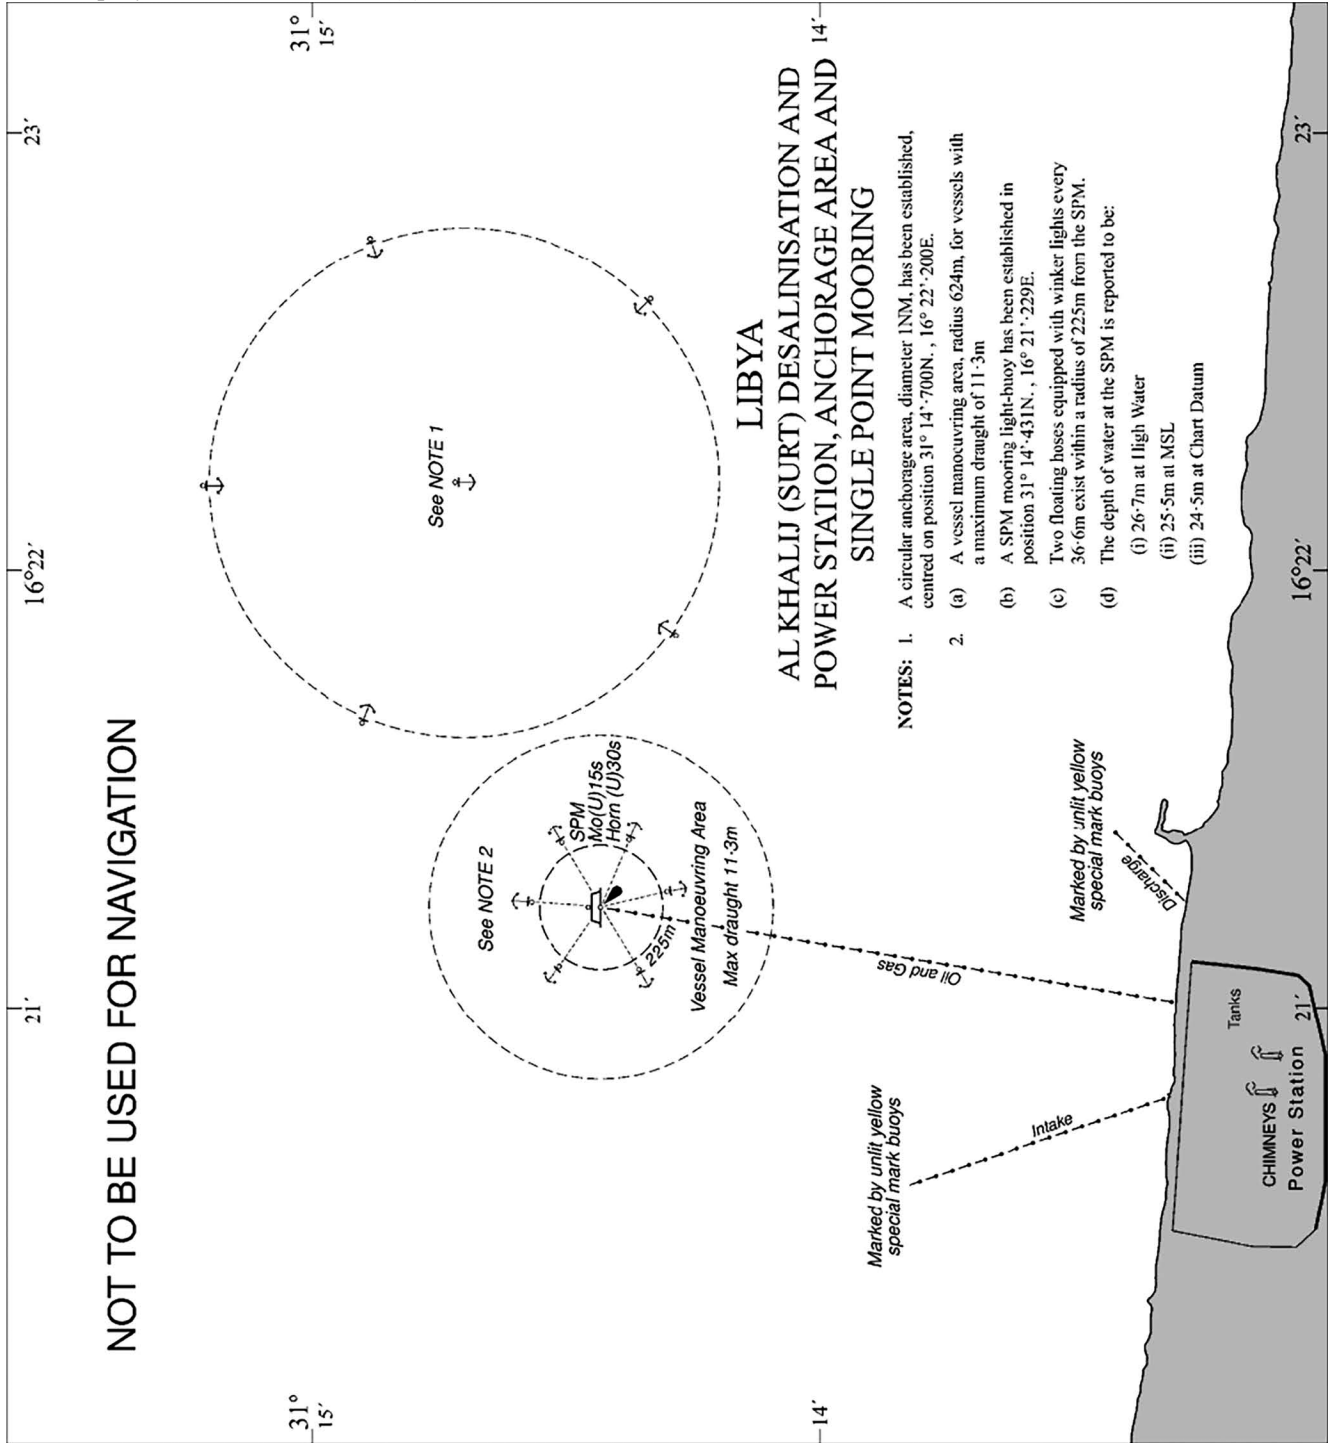 NOT TO BE USED FOR NAVIGATION
31°
15′
14′
31°
15′
14′
21′
16°22′
23′
21′
16°22′
23′
See NOTE 1
See NOTE 2
SPM
Mo(U)15s
Horn (U)30s
225m
Vessel Manoeuvring Area
Max draught 11·3m
Oil and Gas
Marked by unlit yellow
special mark buoys
Intake
Marked by unlit yellow
special mark buoys
Discharge
Tanks
CHIMNEYS
Power Station
LIBYA
AL KHALIJ (SURT) DESALINISATION AND
POWER STATION, ANCHORAGE AREA AND
SINGLE POINT MOORING
NOTES: 1. A circular anchorage area, diameter 1NM, has been established,
centred on position 31° 14′·700N. , 16° 22′·200E.
2. (a) A vessel manoeuvring area, radius 624m, for vessels with
a maximum draught of 11·3m
(b) A SPM mooring light-buoy has been established in
position 31° 14′·431N. , 16° 21′·229E.
(c) Two floating hoses equipped with winker lights every
36·6m exist within a radius of 225m from the SPM.
(d) The depth of water at the SPM is reported to be:
(i) 26·7m at High Water
(ii) 25·5m at MSL
(iii) 24·5m at Chart Datum